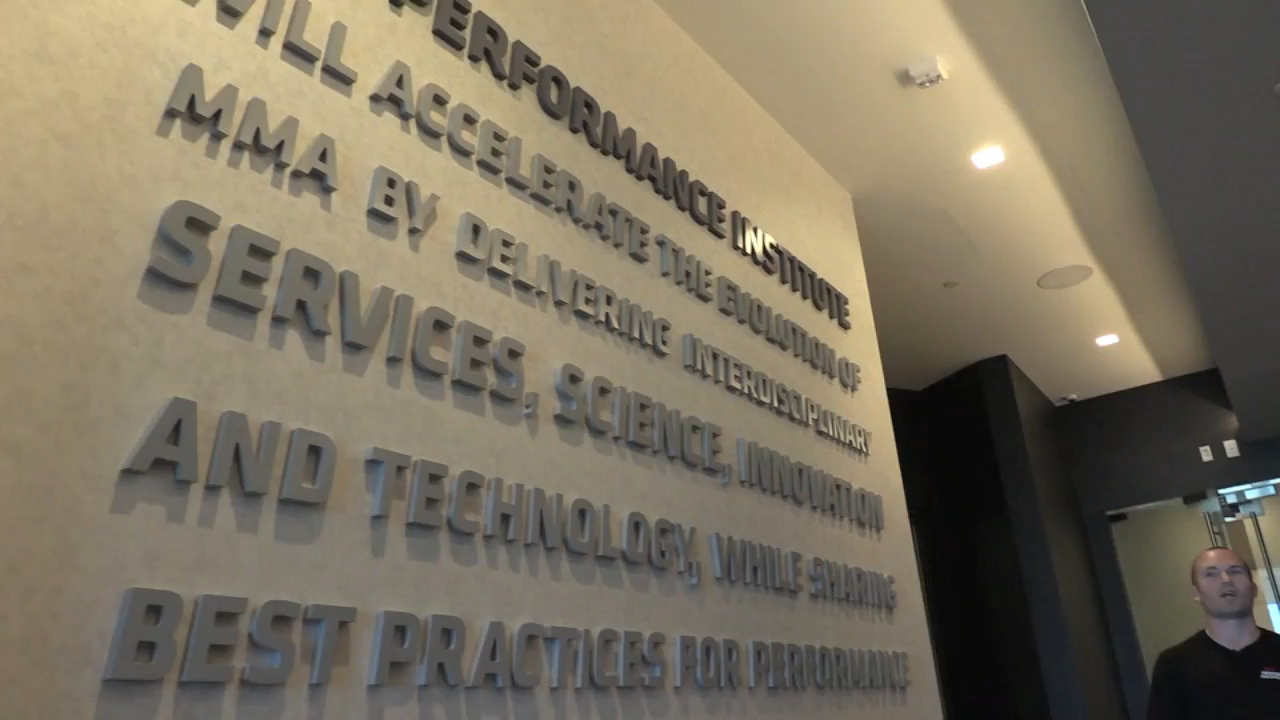 PERFORMANCE INSTITUTE
WILL ACCELERATE THE EVOLUTION OF
MMA BY DELIVERING INTERDISCIPLINARY
SERVICES, SCIENCE, INNOVATION
AND TECHNOLOGY, WHILE SHARING
BEST PRACTICES FOR PERFORMANCE